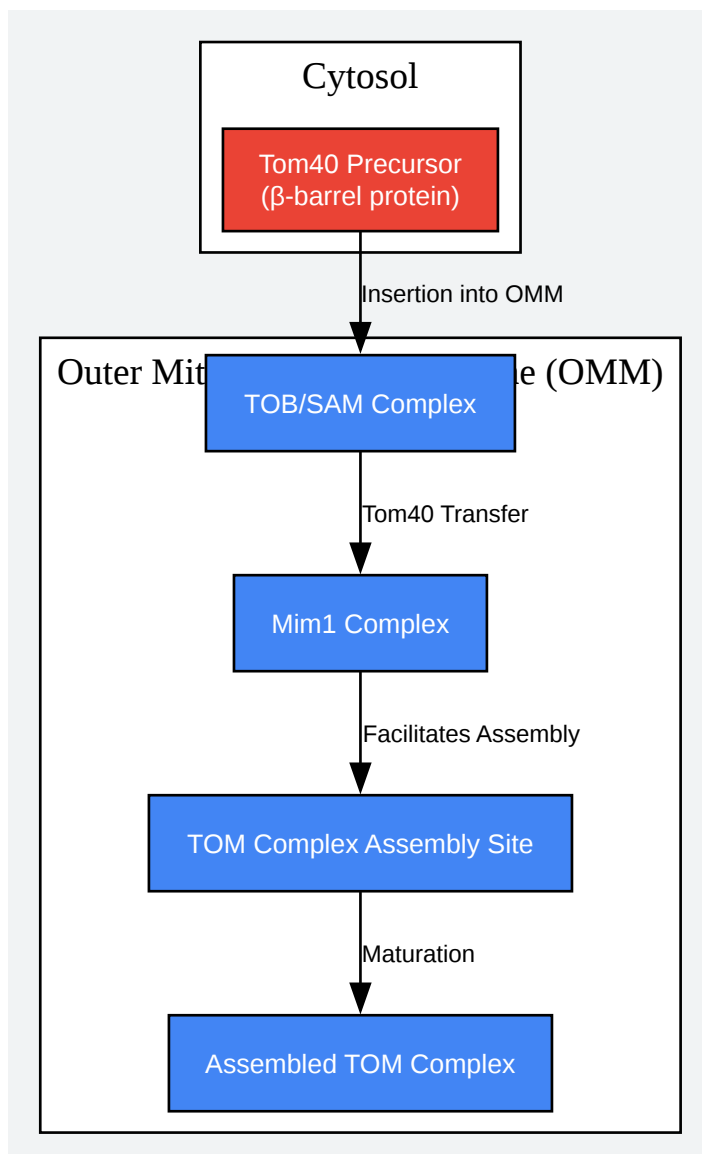 Cytosol
Tom40 Precursor
(β-barrel protein)
Insertion into OMM
Outer (OMM)
TOB/SAM Complex
Tom40 Transfer
Mim1 Complex
Facilitates Assembly
TOM Complex Assembly Site
Maturation
Assembled TOM Complex